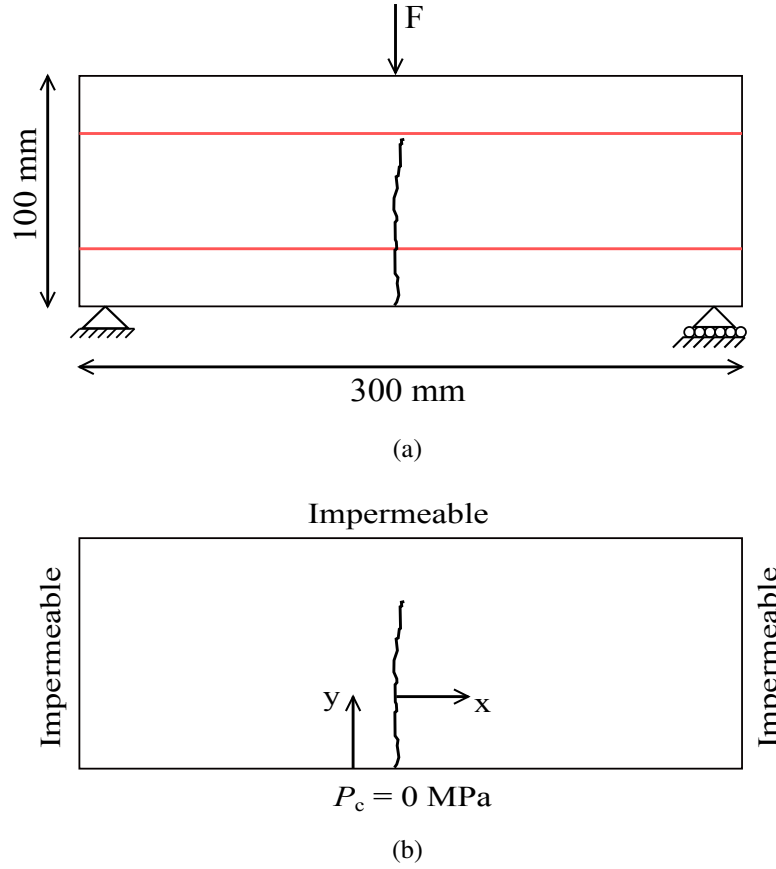 F
100 mm
300 mm
(a)
Impermeable
Impermeable
Impermeable
y
x
P_c = 0 MPa
(b)